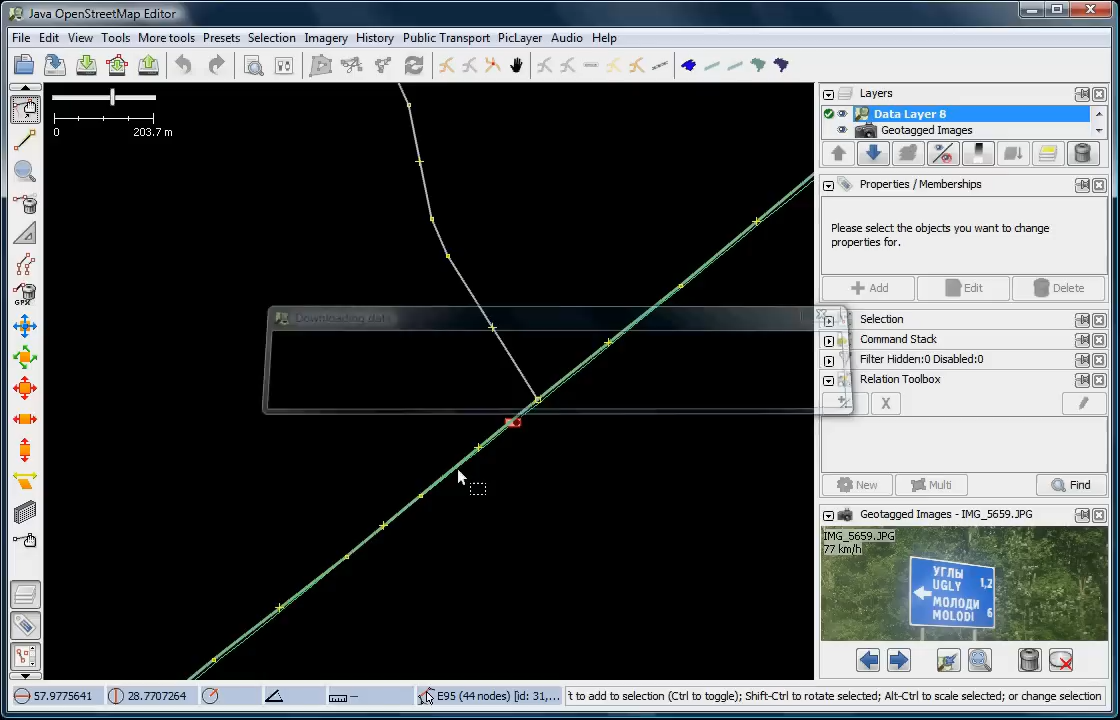 Java OpenStreetMap Editor
File Edit View Tools More tools Presets Selection Imagery History Public Transport PicLayer Audio Help
0 203.7 m
Layers
Data Layer 8
Geotagged Images
Properties / Memberships
Please select the objects you want to change
properties for.
Add Edit Delete
Downloading data
Selection
Command Stack
Filter Hidden:0 Disabled:0
Relation Toolbox
New Multi Find
Geotagged Images - IMG_5659.JPG
IMG_5659.JPG
77 km/h
УГЛЫ
UGLY 1,2
МОЛОДИ
MOLODI 6
GPX
57.9775641 28.7707264 E95 (44 nodes) [id: 31,... 't to add to selection (Ctrl to toggle); Shift-Ctrl to rotate selected; Alt-Ctrl to scale selected; or change selection